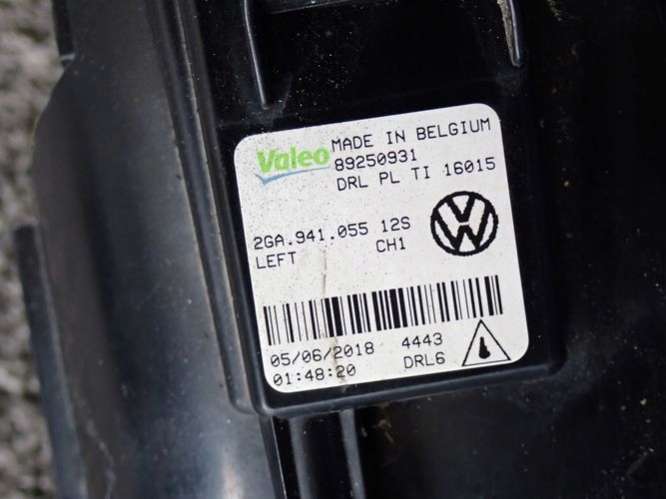 Valeo MADE IN BELGIUM
89250931
DRL PL TI 16015
2GA.941.055 12S
LEFT CH1
05/06/2018 4443
01:48:20 DRL6